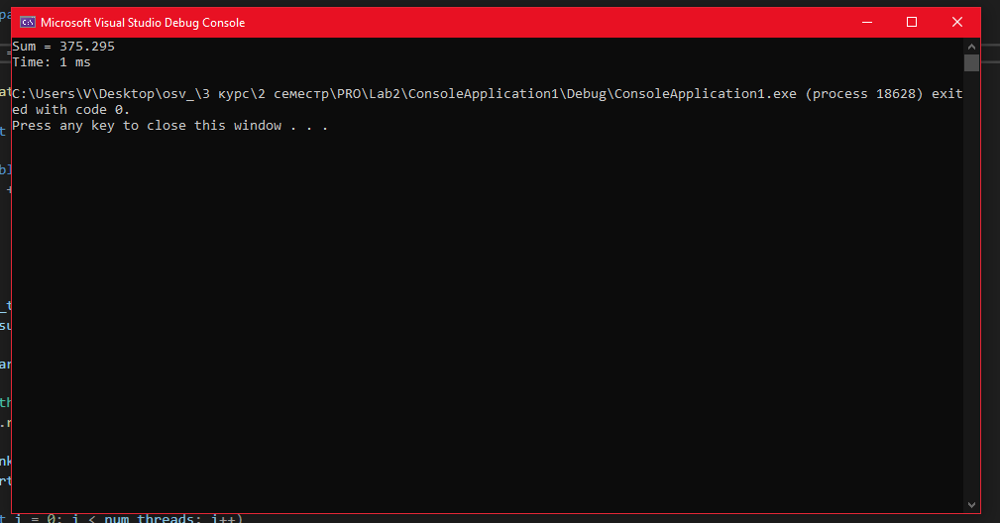 Microsoft Visual Studio Debug Console
Sum = 375.295
Time: 1 ms
C:\Users\V\Desktop\osv_\3 курс\2 семестр\PRO\Lab2\ConsoleApplication1\Debug\ConsoleApplication1.exe (process 18628) exit
ed with code 0.
Press any key to close this window . . .
i = 0; i < num_threads; i++)